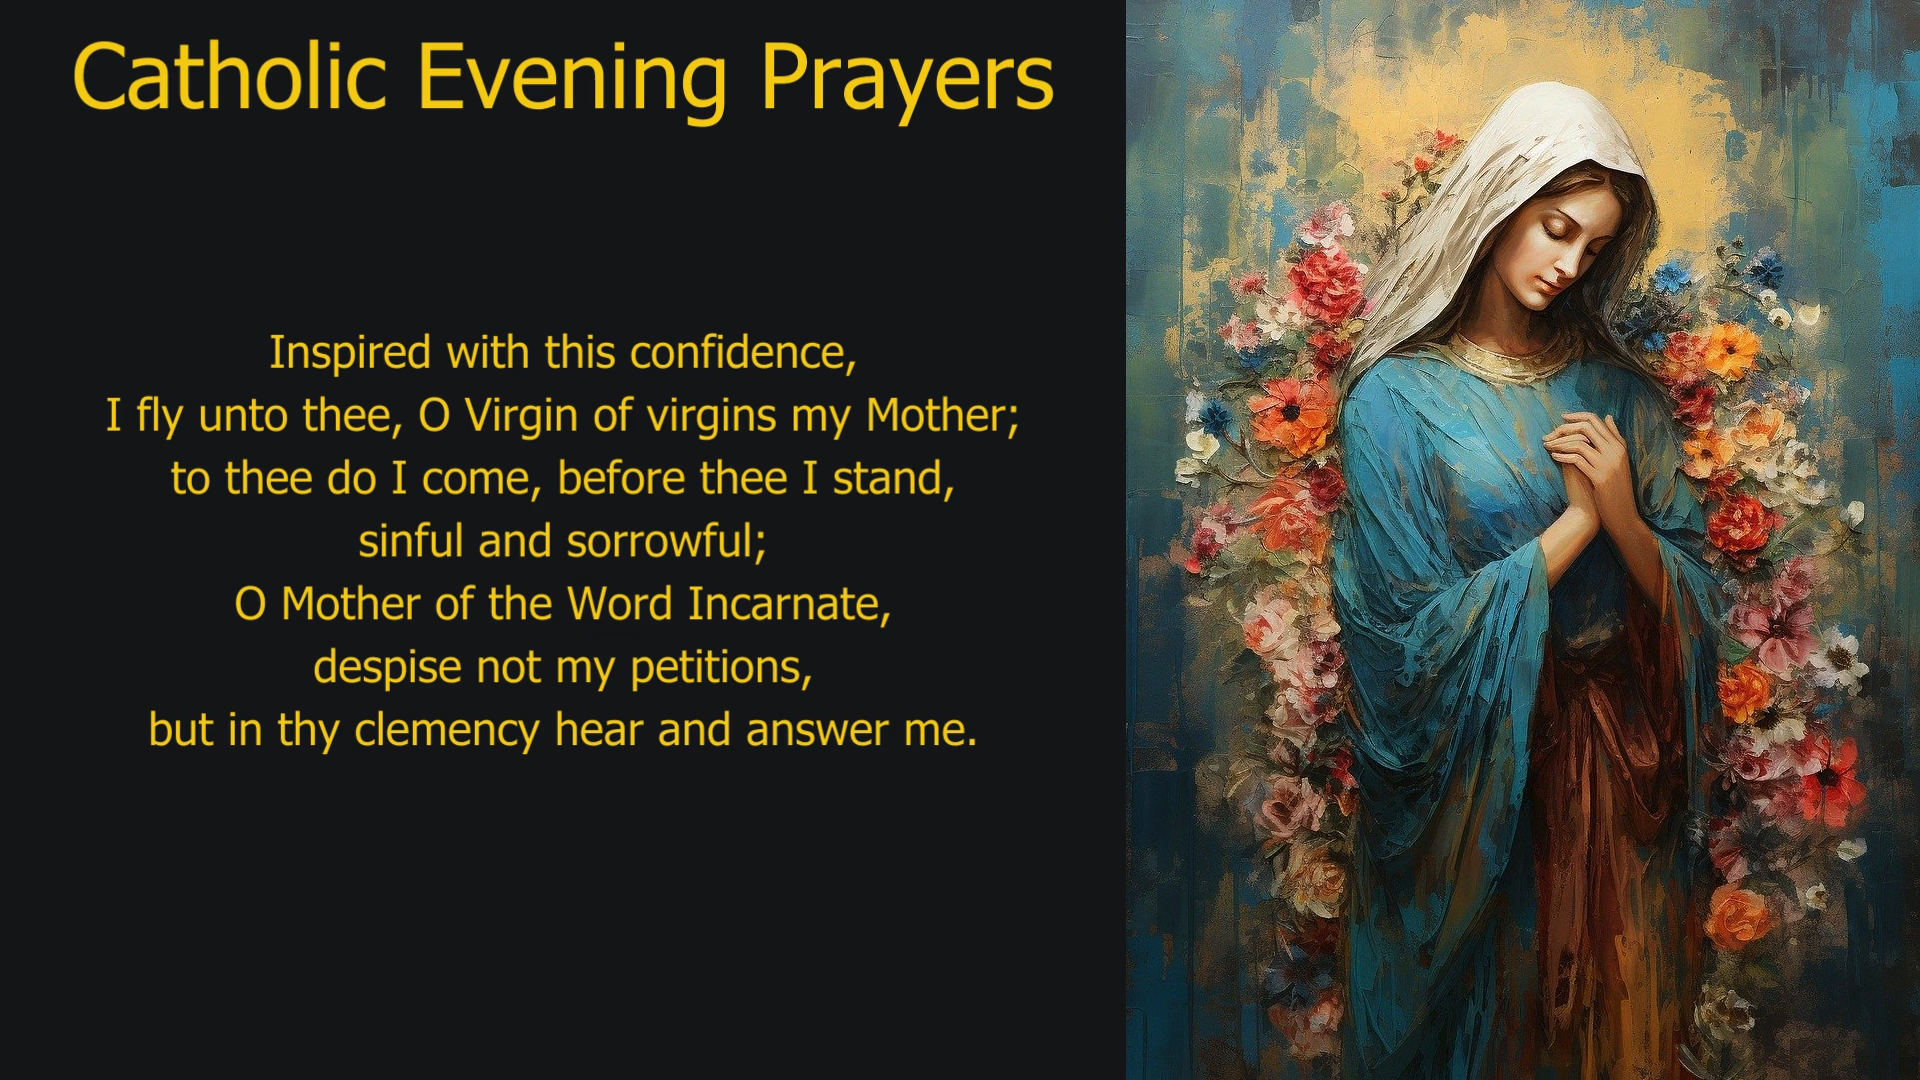 Catholic Evening Prayers
Inspired with this confidence,
I fly unto thee, O Virgin of virgins my Mother;
to thee do I come, before thee I stand,
sinful and sorrowful;
O Mother of the Word Incarnate,
despise not my petitions,
but in thy clemency hear and answer me.